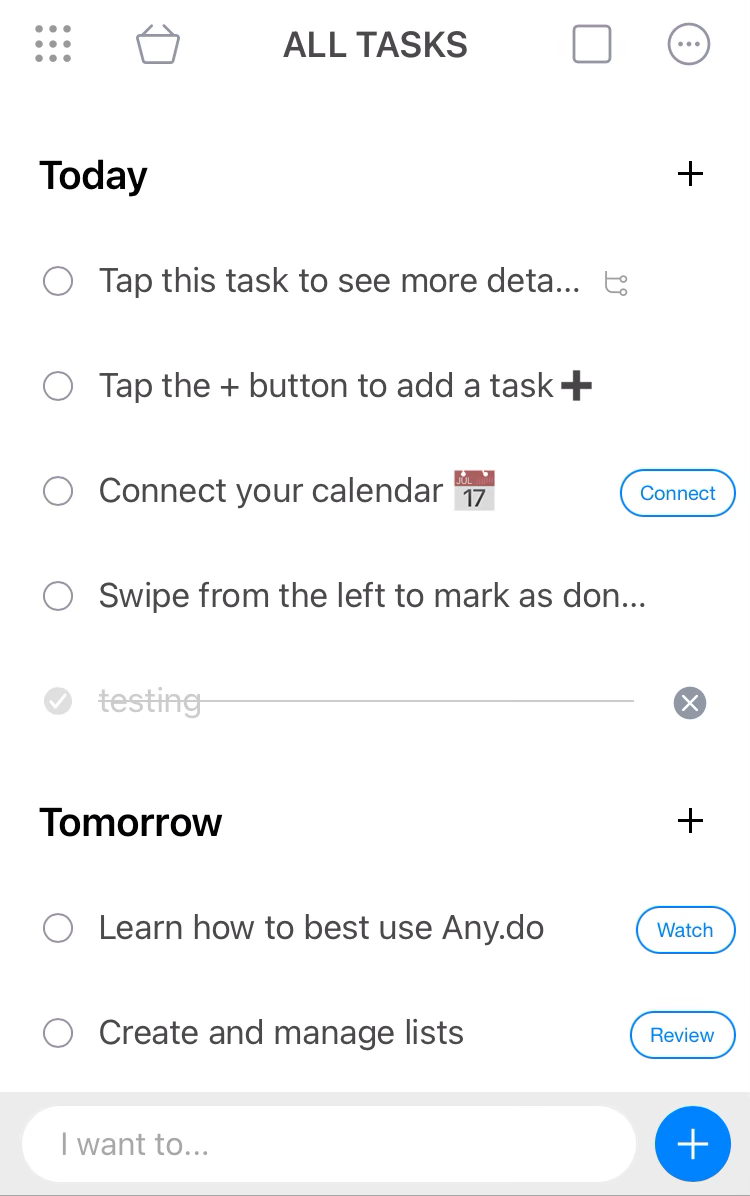 ALL TASKS
Today
+
Tap this task to see more deta...
Tap the + button to add a task ➕
Connect your calendar JUL 17
Connect
Swipe from the left to mark as don...
testing
Tomorrow
+
Learn how to best use Any.do
Watch
Create and manage lists
Review
I want to...
+